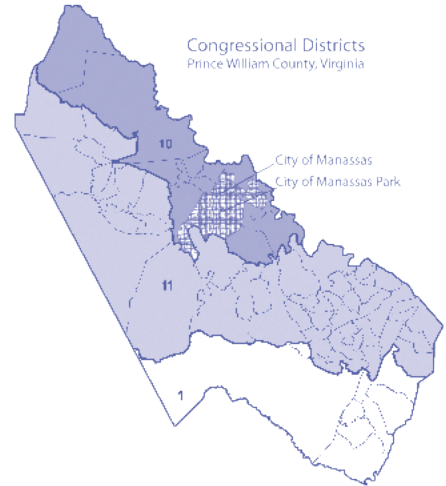 Congressional Districts
Prince William County, Virginia
10
City of Manassas
City of Manassas Park
11
1